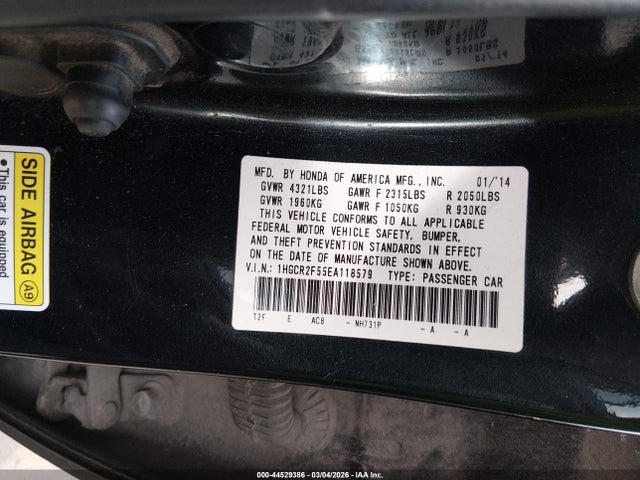 SIDE AIRBAG A9
•This car is equipped
MFD. BY HONDA OF AMERICA MFG., INC. 01/'14
GVWR 4321LBS GAWR F 2315LBS R 2050LBS
GVWR 1960KG GAWR F 1050KG R 930KG
THIS VEHICLE CONFORMS TO ALL APPLICABLE
FEDERAL MOTOR VEHICLE SAFETY, BUMPER,
AND THEFT PREVENTION STANDARDS IN EFFECT
ON THE DATE OF MANUFACTURE SHOWN ABOVE.
V.I.N.: 1HGCR2F55EA118579 TYPE: PASSENGER CAR
T2F E AC8 - NH731P - A - A
000-44529386 - 03/04/2026 - IAAI Copart